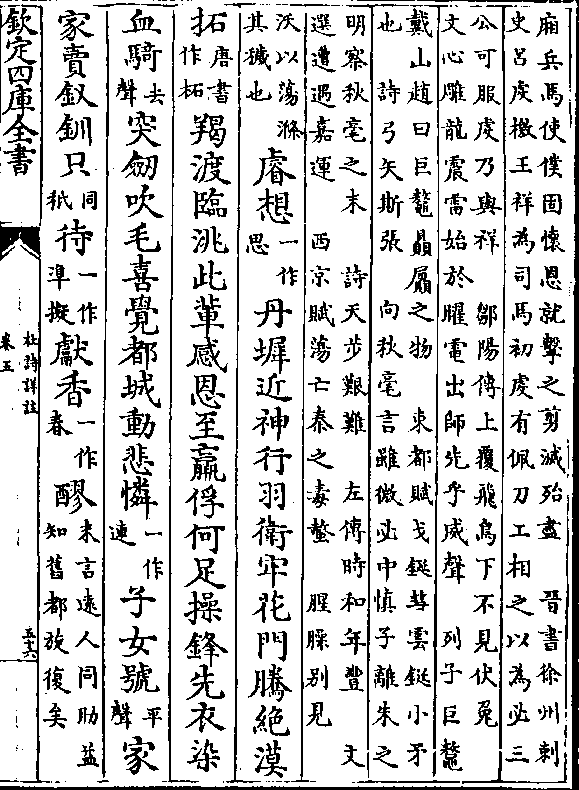 廂兵馬使僕固懷恩就擊之剪滅殆盡　晉書徐州刺
史呂虔檄王祥為司馬初虔有佩刀工相之以為必三
公可服虔乃與祥　鄒陽傳上覆飛鳥下不見伏兔
文心雕龍震雷始於曜電出師先乎威聲　列子巨鼇
戴山趙曰巨鼇贔屭之物　東都賦戈鋋彗雲鋋小矛
也　詩弓矢斯張　向秋毫言雖微必中慎子離朱之
明察秋毫之末　詩天步艱難　左傳時和年豐　文
選遭遇嘉運　西京賦蕩亡秦之毒螫　腥臊别見
沃以蕩滌其穢也　睿想一作思丹墀近神行羽衛牢花門騰絶漠
拓唐書作柘羯渡臨洮此輩感恩至羸俘何足操鋒先衣染
血騎去聲突劒吹毛喜覺都城動悲憐一作連子女號平聲家
家賣釵釧只同秖待一作準擬獻香一作春醪末言遠人同助益知舊都放復矣
欽定四庫全書
杜詩詳註
卷五
五十六